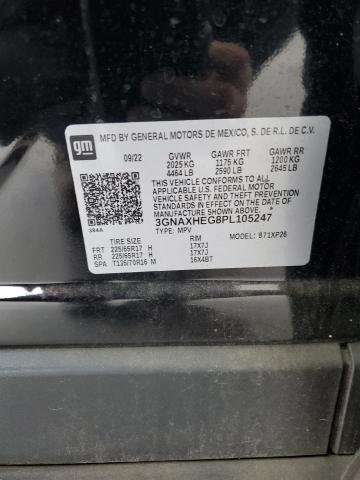 gm
MFD BY GENERAL MOTORS DE MEXICO, S. DE R.L. DE C.V.
09/22 GVWR GAWR FRT GAWR RR
2025 KG 1175 KG 1200 KG
4464 LB 2590 LB 2645 LB
THIS VEHICLE CONFORMS TO ALL
APPLICABLE U.S. FEDERAL MOTOR
VEHICLE SAFETY AND THEFT PREVENTION
STANDARDS IN EFFECT ON THE DATE OF
MANUFACTURE SHOWN ABOVE.
3GNAXHEG8PL105247
384A
TYPE: MPV MODEL: 871XP26
TIRE SIZE RIM
FRT 225/65R17 H 17X7J
RR 225/65R17 H 17X7J
SPA T135/70R16 M 16X4BT